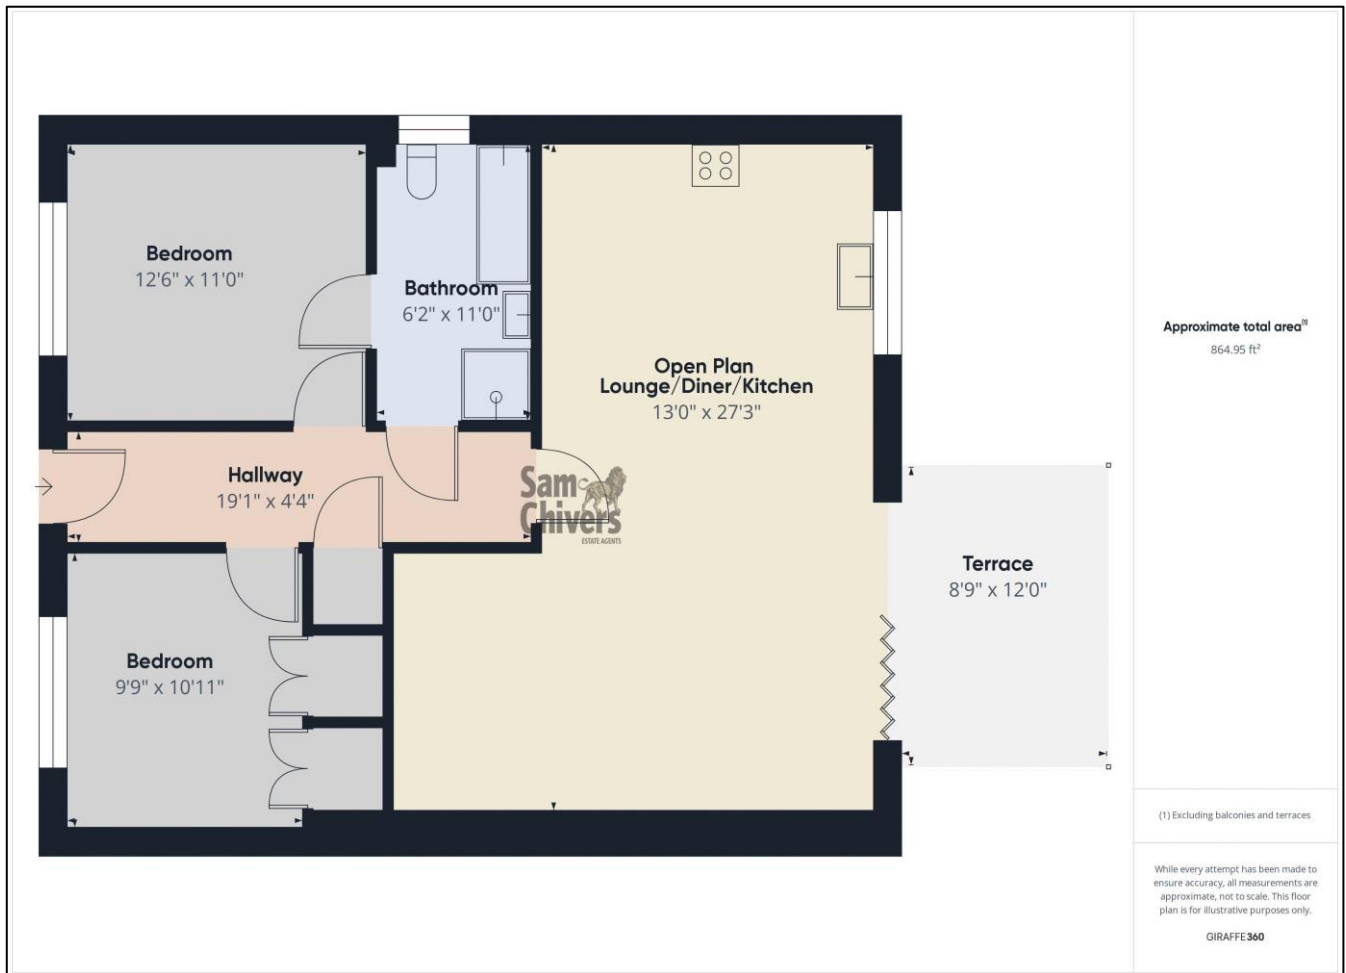 Bedroom
12'6" x 11'0"
Bathroom
6'2" x 11'0"
Open Plan
Lounge/Diner/Kitchen
13'0" x 27'3"
Hallway
19'1" x 4'4"
Sam
Chivers
ESTATE AGENTS
Terrace
8'9" x 12'0"
Bedroom
9'9" x 10'11"
Approximate total area(1)
864.95 ft²
(1) Excluding balconies and terraces
While every attempt has been made to
ensure accuracy, all measurements are
approximate, not to scale. This floor
plan is for illustrative purposes only.
GIRAFFE360